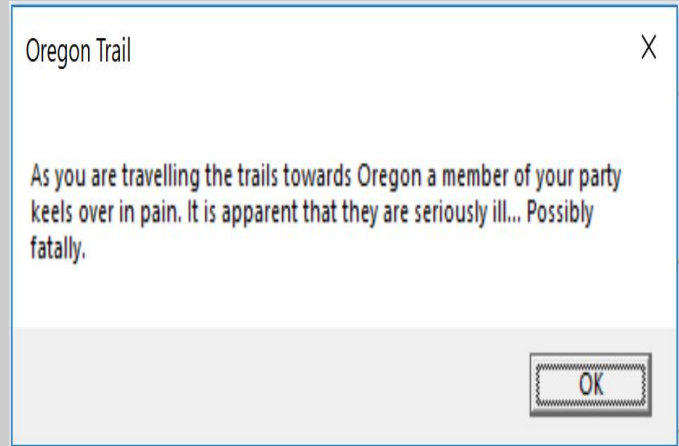 Oregon Trail X
As you are travelling the trails towards Oregon a member of your party
keels over in pain. It is apparent that they are seriously ill... Possibly
fatally.
OK